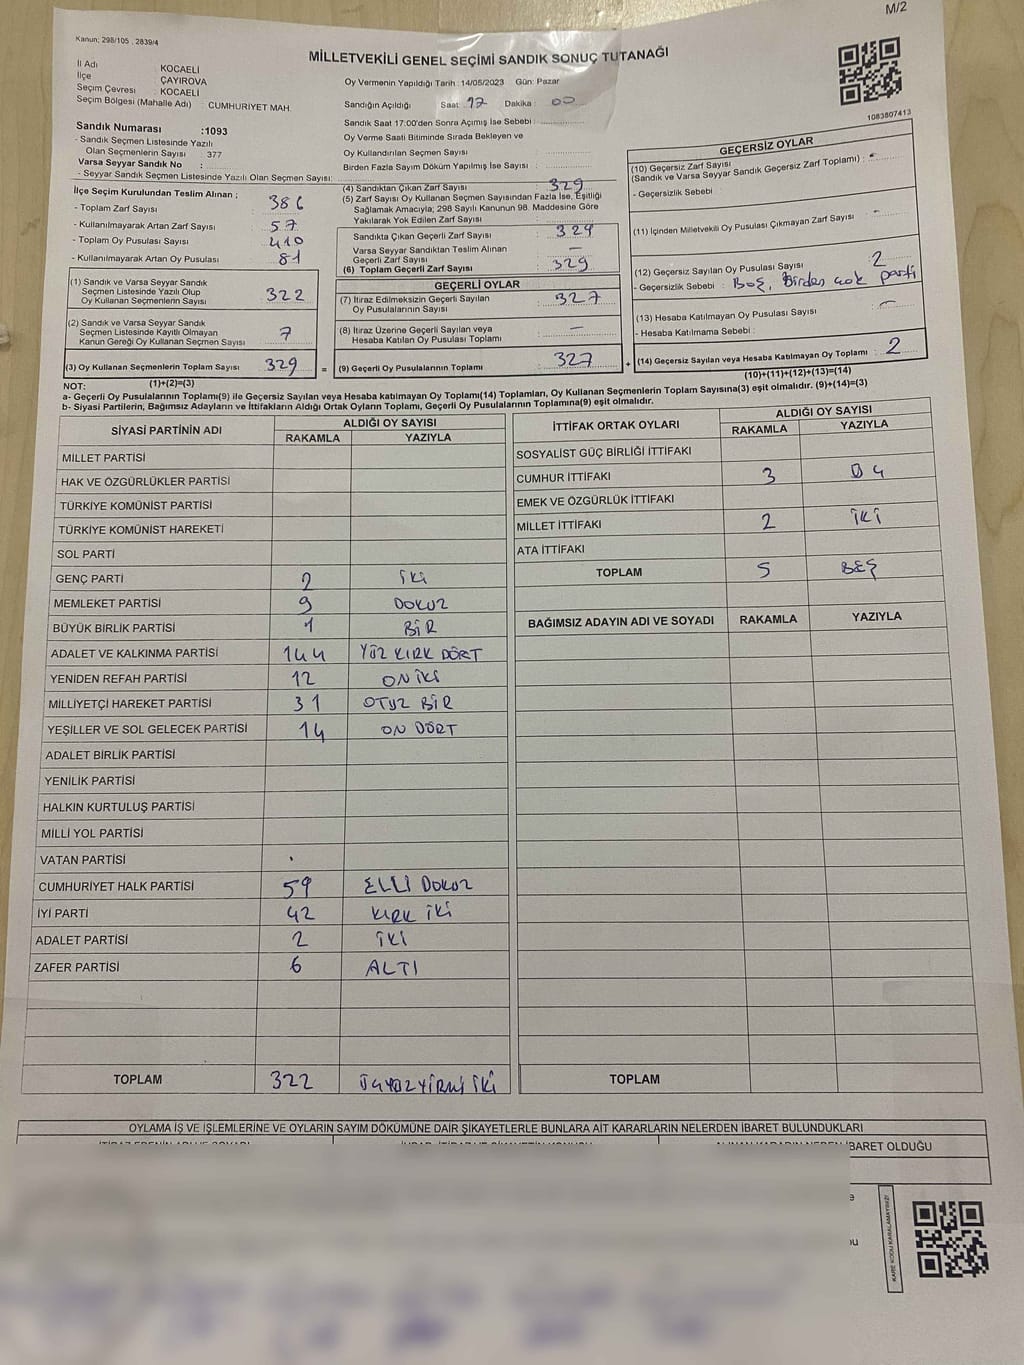 M/2
Kanun; 298/105 , 2839/4
MİLLETVEKİLİ GENEL SEÇİMİ SANDIK SONUÇ TUTANAĞI
İl Adı KOCAELİ
İlçe ÇAYIROVA
Seçim Çevresi : KOCAELİ
Seçim Bölgesi (Mahalle Adı) : CUMHURIYET MAH.
Oy Vermenin Yapıldığı Tarih : 14/05/2023 Gün: Pazar
Sandığın Açıldığı Saat: 17 Dakika : 00
Sandık Saat 17:00'den Sonra Açımış İse Sebebi :
Oy Verme Saati Bitiminde Sırada Bekleyen ve
Oy Kullandırılan Seçmen Sayısı
Birden Fazla Sayım Döküm Yapılmış İse Sayısı :
1083807413
Sandık Numarası :1093
- Sandık Seçmen Listesinde Yazılı
Olan Seçmenlerin Sayısı : 377
Varsa Seyyar Sandık No :
- Seyyar Sandık Seçmen Listesinde Yazılı Olan Seçmen Sayısı:
İlçe Seçim Kurulundan Teslim Alınan ;
- Toplam Zarf Sayısı : 386
- Kullanılmayarak Artan Zarf Sayısı : 57
- Toplam Oy Pusulası Sayısı : 410
- Kullanılmayarak Artan Oy Pusulası : 81
(1) Sandık ve Varsa Seyyar Sandık
Seçmen Listesinde Yazılı Olup
Oy Kullanan Seçmenlerin Sayısı : 322
(2) Sandık ve Varsa Seyyar Sandık
Seçmen Listesinde Kayıtlı Olmayan
Kanun Gereği Oy Kullanan Seçmen Sayısı : 7
(3) Oy Kullanan Seçmenlerin Toplam Sayısı : 329
(1)+(2)=(3)
(4) Sandıktan Çıkan Zarf Sayısı : 329
(5) Zarf Sayısı Oy Kullanan Seçmen Sayısından Fazla İse, Eşitliği
Sağlamak Amacıyla; 298 Sayılı Kanunun 98. Maddesine Göre
Yakılarak Yok Edilen Zarf Sayısı :
Sandıkta Çıkan Geçerli Zarf Sayısı : 329
Varsa Seyyar Sandıktan Teslim Alınan
Geçerli Zarf Sayısı : -
(6) Toplam Geçerli Zarf Sayısı : 329
GEÇERLİ OYLAR
(7) İtiraz Edilmeksizin Geçerli Sayılan
Oy Pusulalarının Sayısı : 327
(8) İtiraz Üzerine Geçerli Sayılan veya
Hesaba Katılan Oy Pusulası Toplamı : -
= (9) Geçerli Oy Pusulalarının Toplamı : 327
GEÇERSİZ OYLAR
(10) Geçersiz Zarf Sayısı
(Sandık ve Varsa Seyyar Sandık Geçersiz Zarf Toplamı) : -
- Geçersizlik Sebebi :
(11) İçinden Milletvekili Oy Pusulası Çıkmayan Zarf Sayısı : -
(12) Geçersiz Sayılan Oy Pusulası Sayısı : 2
- Geçersizlik Sebebi : Boş, Birden çok parti
(13) Hesaba Katılmayan Oy Pusulası Sayısı : -
- Hesaba Katılmama Sebebi :
+ (14) Geçersiz Sayılan veya Hesaba Katılmayan Oy Toplamı : 2
(10)+(11)+(12)+(13)=(14)
NOT:
a- Geçerli Oy Pusulalarının Toplamı(9) ile Geçersiz Sayılan veya Hesaba katılmayan Oy Toplamı(14) Toplamları, Oy Kullanan Seçmenlerin Toplam Sayısına(3) eşit olmalıdır. (9)+(14)=(3)
b- Siyasi Partilerin, Bağımsız Adayların ve İttifakların Aldığı Ortak Oyların Toplamı, Geçerli Oy Pusulalarının Toplamına(9) eşit olmalıdır.
SİYASİ PARTİNİN ADI
ALDIĞI OY SAYISI
RAKAMLA YAZIYLA
MİLLET PARTİSİ
HAK VE ÖZGÜRLÜKLER PARTİSİ
TÜRKİYE KOMÜNİST PARTİSİ
TÜRKİYE KOMÜNİST HAREKETİ
SOL PARTİ
GENÇ PARTİ 2 İKİ
MEMLEKET PARTİSİ 9 DOKUZ
BÜYÜK BİRLİK PARTİSİ 1 BİR
ADALET VE KALKINMA PARTİSİ 144 YÜZ KIRK DÖRT
YENİDEN REFAH PARTİSİ 12 ON İKİ
MİLLİYETÇİ HAREKET PARTİSİ 31 OTUZ BİR
YEŞİLLER VE SOL GELECEK PARTİSİ 14 ON DÖRT
ADALET BİRLİK PARTİSİ
YENİLİK PARTİSİ
HALKIN KURTULUŞ PARTİSİ
MİLLİ YOL PARTİSİ
VATAN PARTİSİ
CUMHURİYET HALK PARTİSİ 59 ELLİ DOKUZ
İYİ PARTİ 42 KIRK İKİ
ADALET PARTİSİ 2 İKİ
ZAFER PARTİSİ 6 ALTI
TOPLAM 322 ÜÇYÜZYİRMİ İKİ
İTTİFAK ORTAK OYLARI
ALDIĞI OY SAYISI
RAKAMLA YAZIYLA
SOSYALİST GÜÇ BİRLİĞİ İTTİFAKI
CUMHUR İTTİFAKI 3 ÜÇ
EMEK VE ÖZGÜRLÜK İTTİFAKI
MİLLET İTTİFAKI 2 İKİ
ATA İTTİFAKI
TOPLAM 5 BEŞ
BAĞIMSIZ ADAYIN ADI VE SOYADI RAKAMLA YAZIYLA
TOPLAM
OYLAMA İŞ VE İŞLEMLERİNE VE OYLARIN SAYIM DÖKÜMÜNE DAİR ŞİKAYETLERLE BUNLARA AİT KARARLARIN NELERDEN İBARET BULUNDUKLARI
İBARET OLDUĞU
KARE KODU KARALAMAYINIZ!